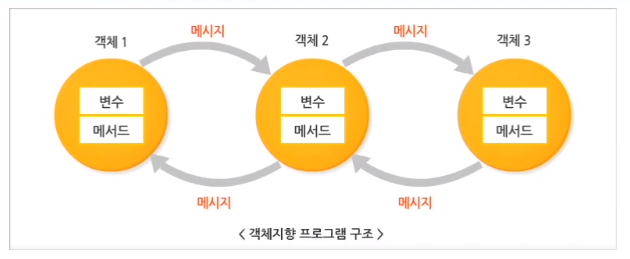 객체 1
메시지
객체 2
메시지
객체 3
변수
메서드
변수
메서드
변수
메서드
메시지
메시지
< 객체지향 프로그램 구조 >